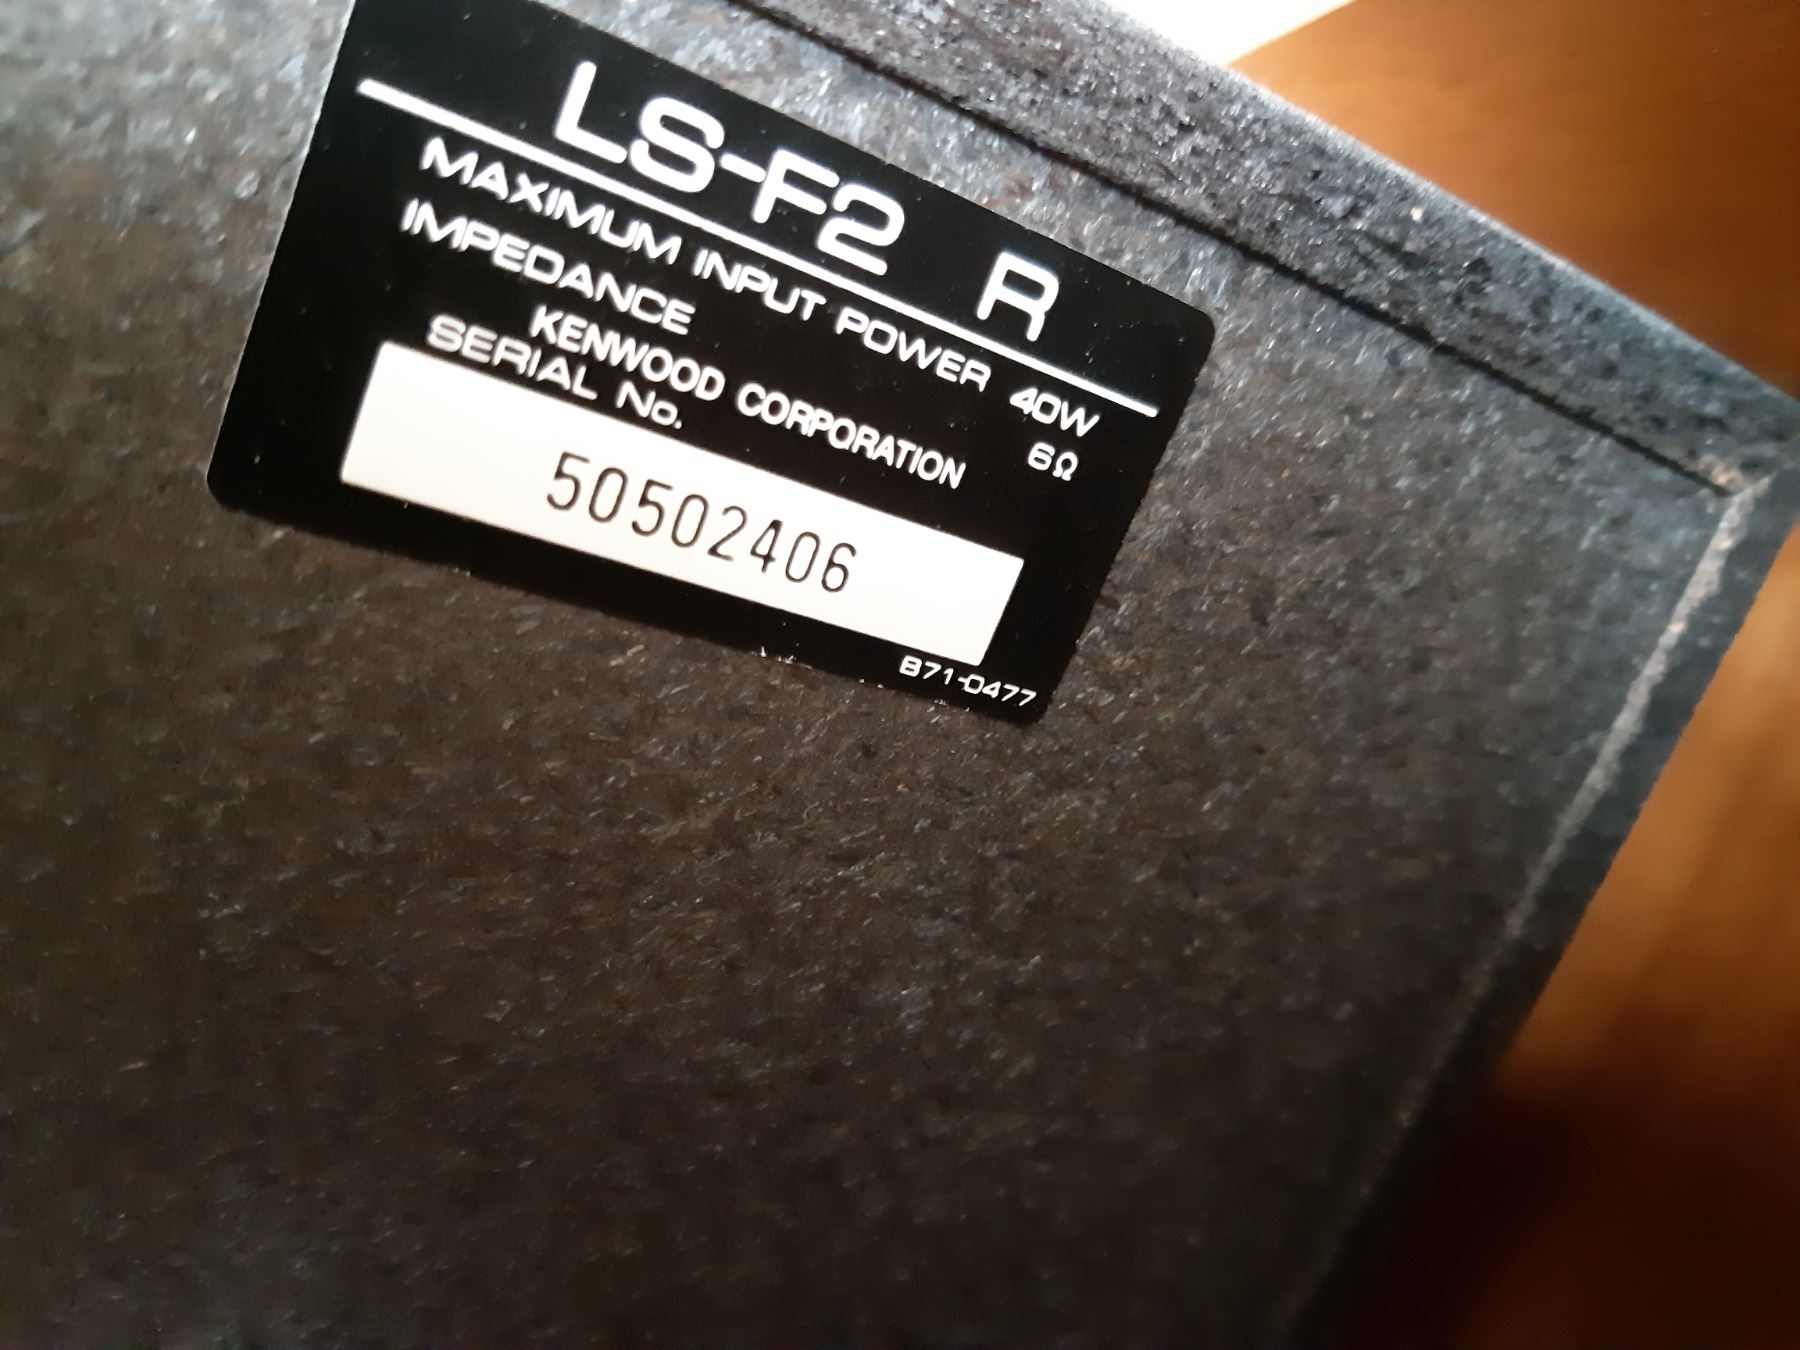 LS-F2 R
MAXIMUM INPUT POWER 40W
IMPEDANCE 6Ω
KENWOOD CORPORATION
SERIAL No.
50502406
B71-0477